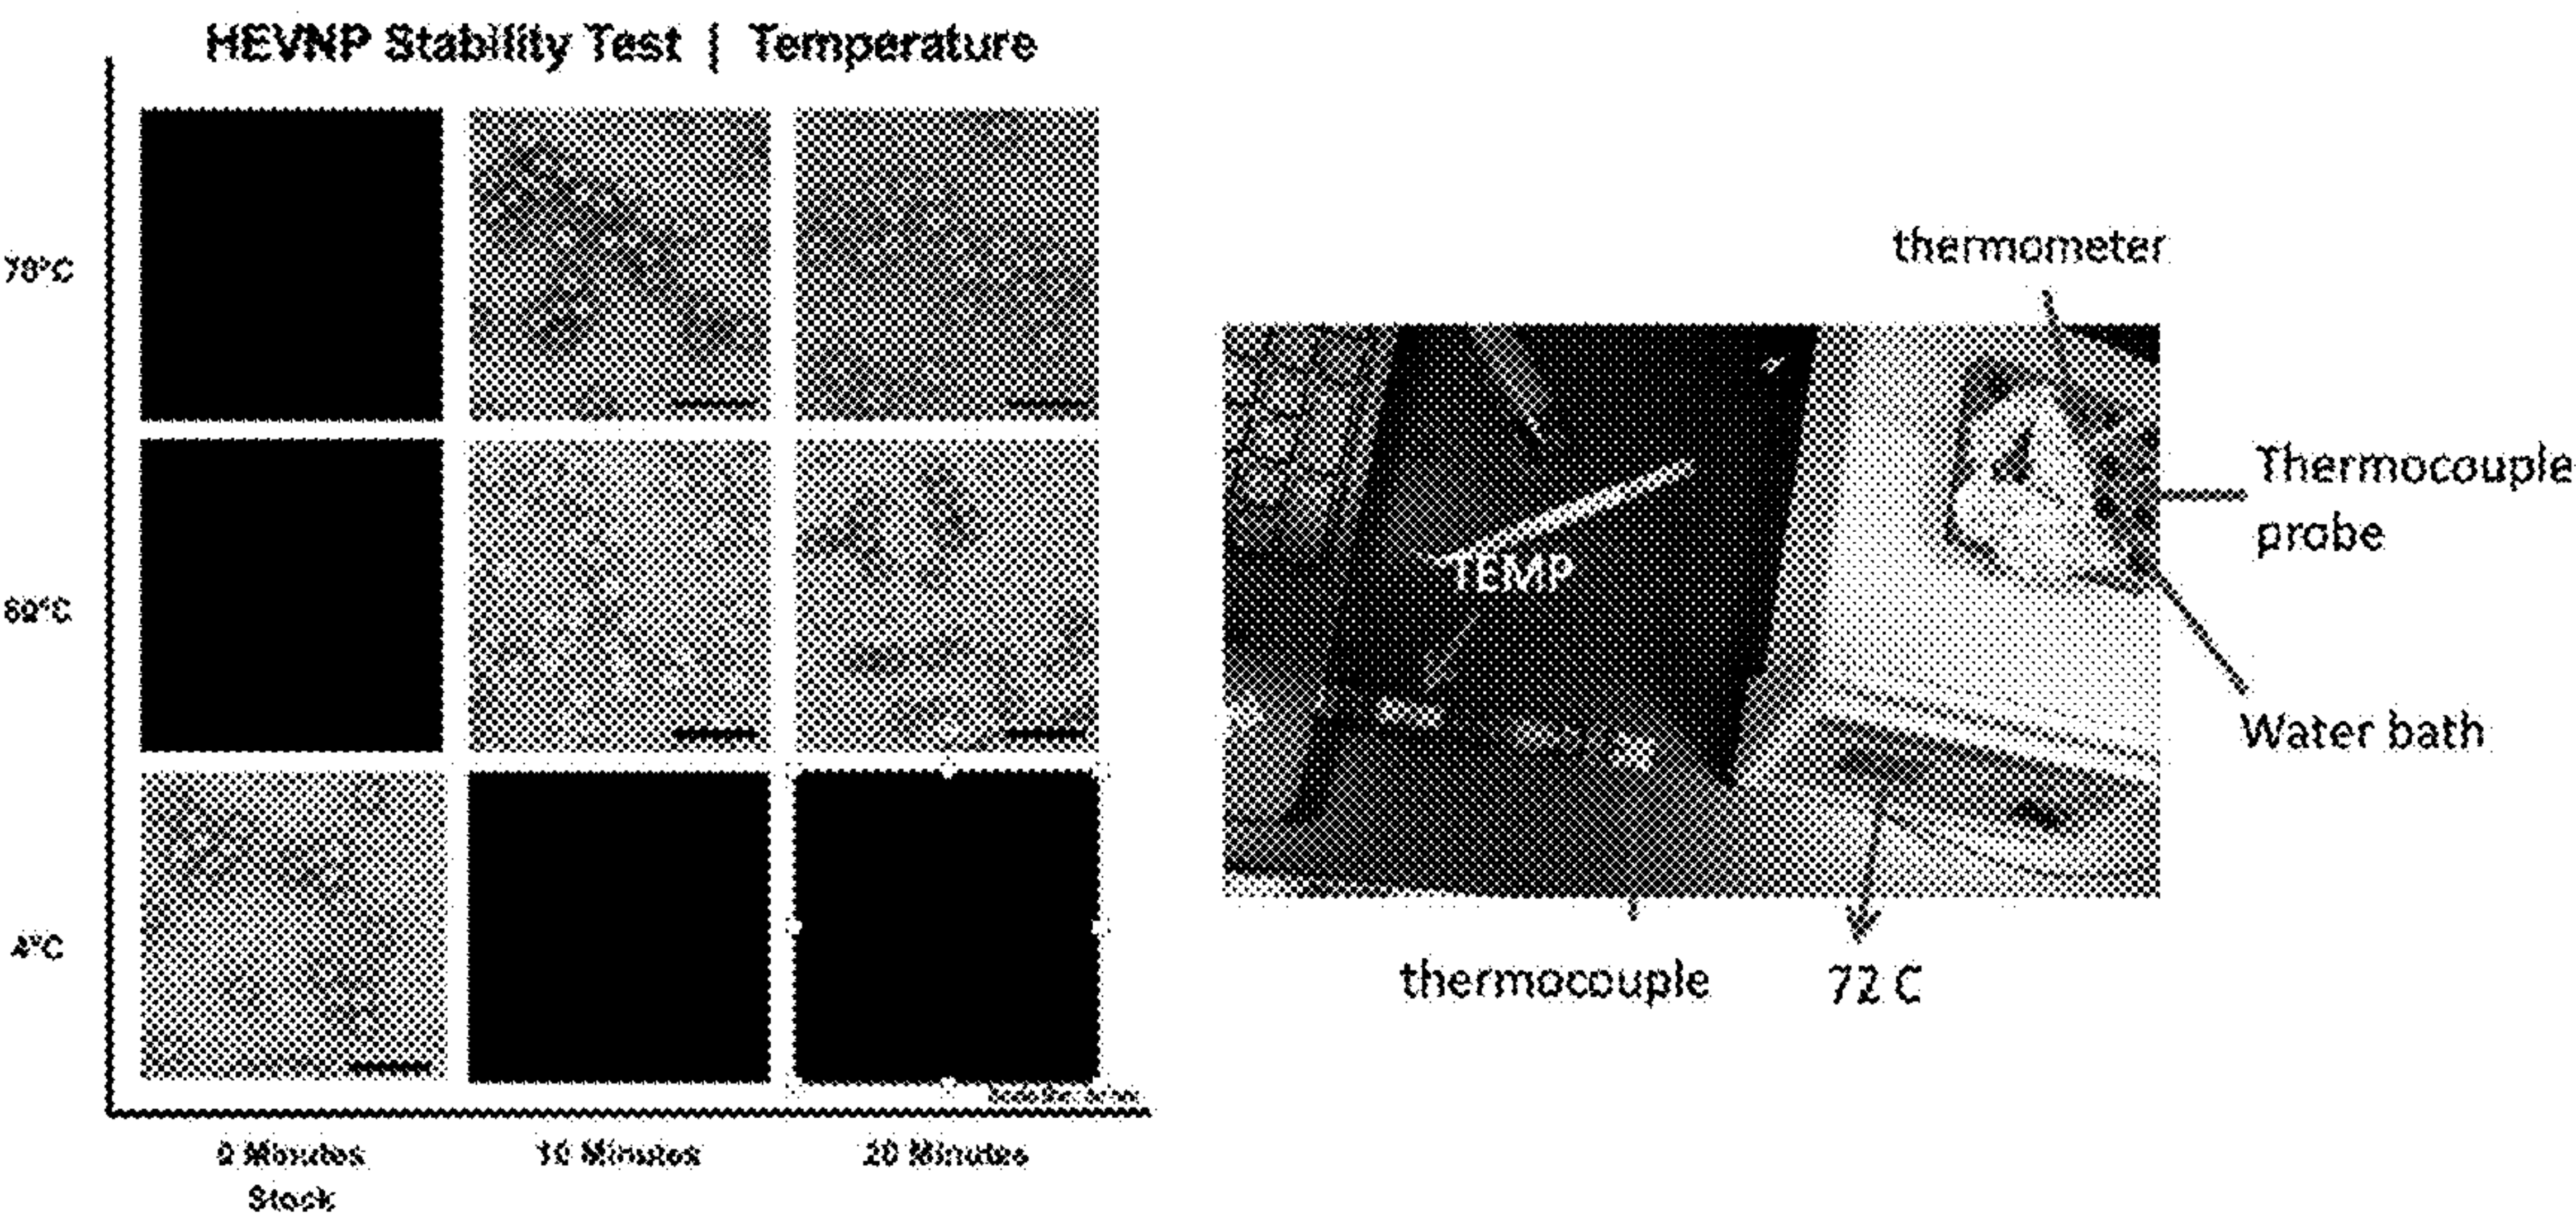 HEVNP Stability Test | Temperature
4°C
0 Minutes
Stock
10 Minutes
20 Minutes
thermometer
Thermocouple
probe
Water bath
TEMP
thermocouple
72 C